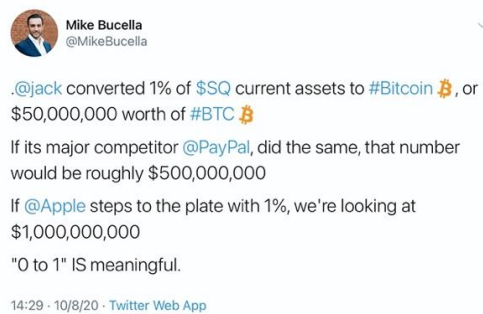 Mike Bucella
@MikeBucella
.@jack converted 1% of $SQ current assets to #Bitcoin ₿, or
$50,000,000 worth of #BTC ₿
If its major competitor @PayPal, did the same, that number
would be roughly $500,000,000
If @Apple steps to the plate with 1%, we're looking at
$1,000,000,000
"0 to 1" IS meaningful.
14:29 · 10/8/20 · Twitter Web App